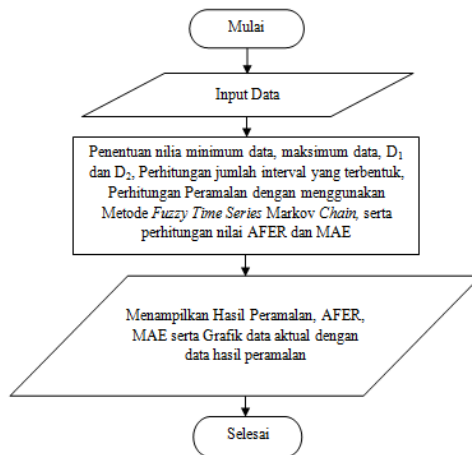 Mulai
Input Data
Penentuan nilia minimum data, maksimum data, D₁
dan D₂, Perhitungan jumlah interval yang terbentuk,
Perhitungan Peramalan dengan menggunakan
Metode Fuzzy Time Series Markov Chain, serta
perhitungan nilai AFER dan MAE
Menampilkan Hasil Peramalan, AFER,
MAE serta Grafik data aktual dengan
data hasil peramalan
Selesai